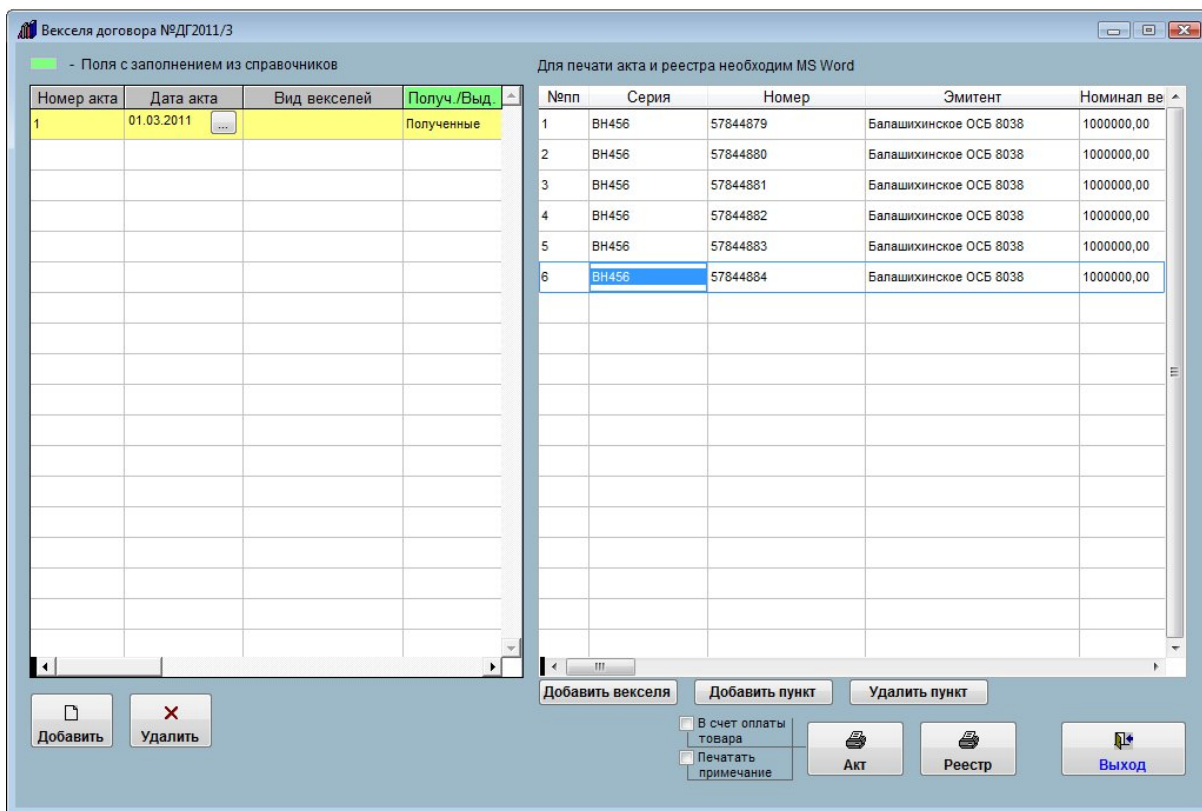 Векселя договора №ДГ2011/3
- Поля с заполнением из справочников
Для печати акта и реестра необходим MS Word
Номер акта Дата акта Вид векселей Получ./Выд.
1 01.03.2011 ... Полученные
№пп Серия Номер Эмитент Номинал ве
1 ВН456 57844879 Балашихинское ОСБ 8038 1000000,00
2 ВН456 57844880 Балашихинское ОСБ 8038 1000000,00
3 ВН456 57844881 Балашихинское ОСБ 8038 1000000,00
4 ВН456 57844882 Балашихинское ОСБ 8038 1000000,00
5 ВН456 57844883 Балашихинское ОСБ 8038 1000000,00
6 ВН456 57844884 Балашихинское ОСБ 8038 1000000,00
Добавить векселя Добавить пункт Удалить пункт
Добавить Удалить
В счет оплаты
товара
Печатать
примечание
Акт Реестр Выход